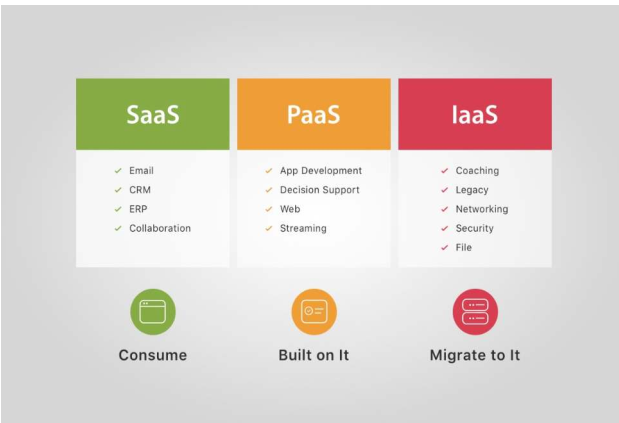 SaaS
Email
CRM
ERP
Collaboration
Consume
PaaS
App Development
Decision Support
Web
Streaming
Built on It
IaaS
Coaching
Legacy
Networking
Security
File
Migrate to It